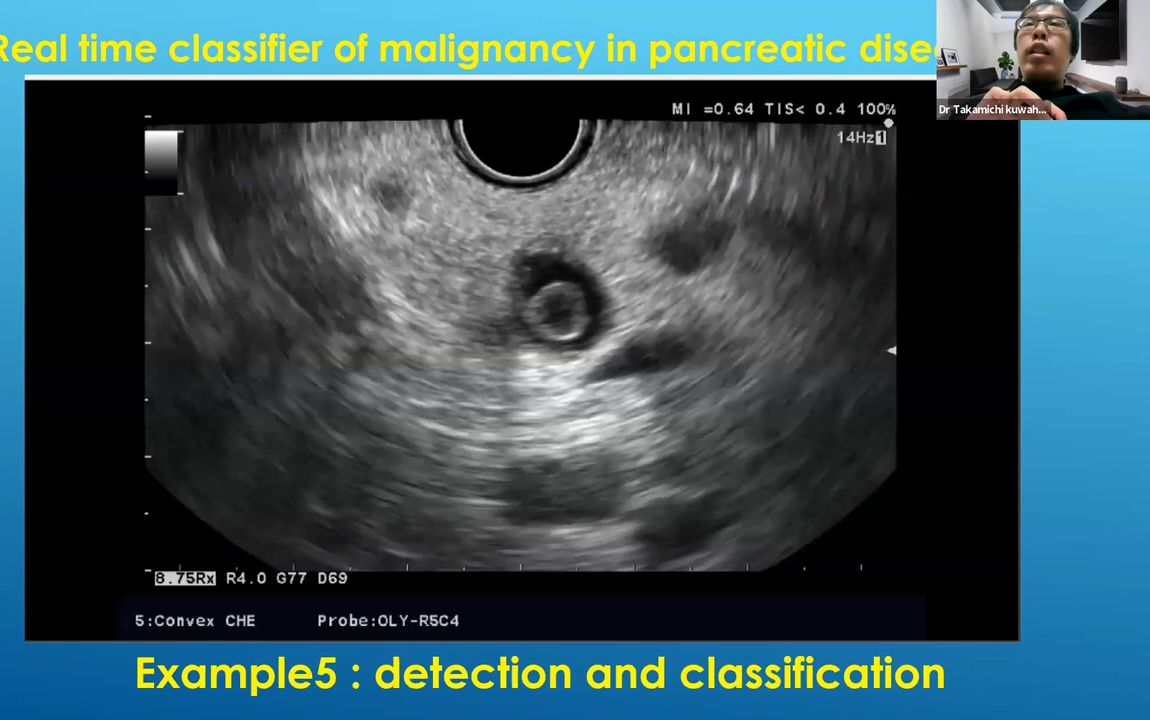 Real time classifier of malignancy in pancreatic dise
Dr Takamichi kuwah...
MI =0.64 TIS< 0.4 100%
14Hz1
8.75Rx R4.0 G77 D69
5:Convex CHE Probe:OLY-R5C4
Example5 : detection and classification